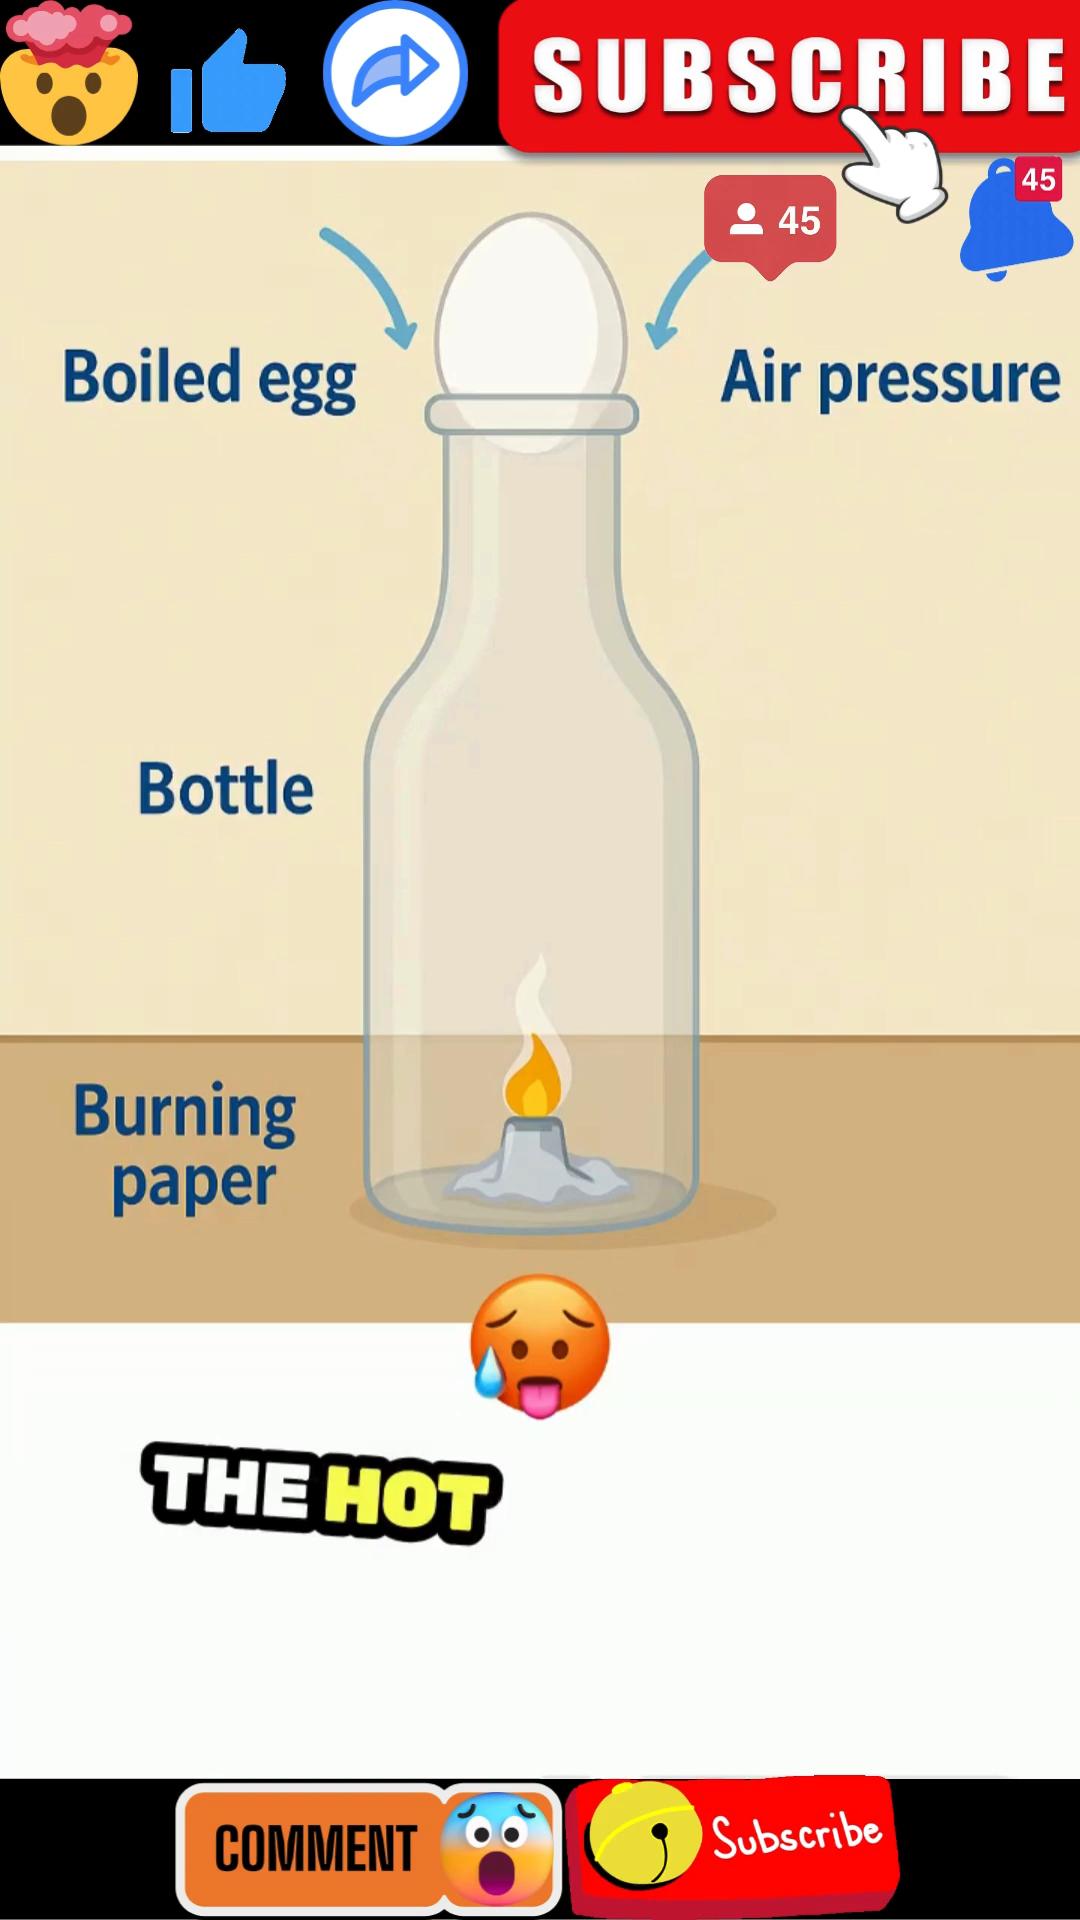 SUBSCRIBE
45
45
Boiled egg
Air pressure
Bottle
Burning
paper
THE HOT
COMMENT
Subscribe